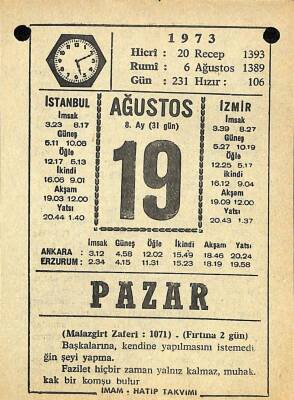 1973
Hicrî : 20 Recep 1393
Rumî : 6 Ağustos 1389
Gün : 231 Hızır : 106
İSTANBUL
İmsak
3.23 8.17
Güneş
5.11 10.06
Öğle
12.17 5.13
İkindi
16.06 9.01
Akşam
19.03 12.00
Yatsı
20.44 1.40
AĞUSTOS
8. Ay (31 gün)
19
İZMİR
İmsak
3.39 8.27
Güneş
5.27 10.19
Öğle
12.23 5.14
İkindi
16.12 9.04
Akşam
19.09 12.00
Yatsı
20.43 1.37
İmsak Güneş Öğle İkindi Akşam Yatsı
ANKARA : 3.12 4.58 12.02 15.49 18.46 20.24
ERZURUM : 2.34 4.15 11.31 15.23 18.19 19.58
PAZAR
(Malazgirt Zaferi : 1071) - (Fırtına 2 gün)
Başkalarına, kendine yapılmasını istemedi
ğin şeyi yapma.
Fazilet hiçbir zaman yalnız kalmaz, muhak
kak bir komşu bulur
İMAM - HATİP TAKVİMİ